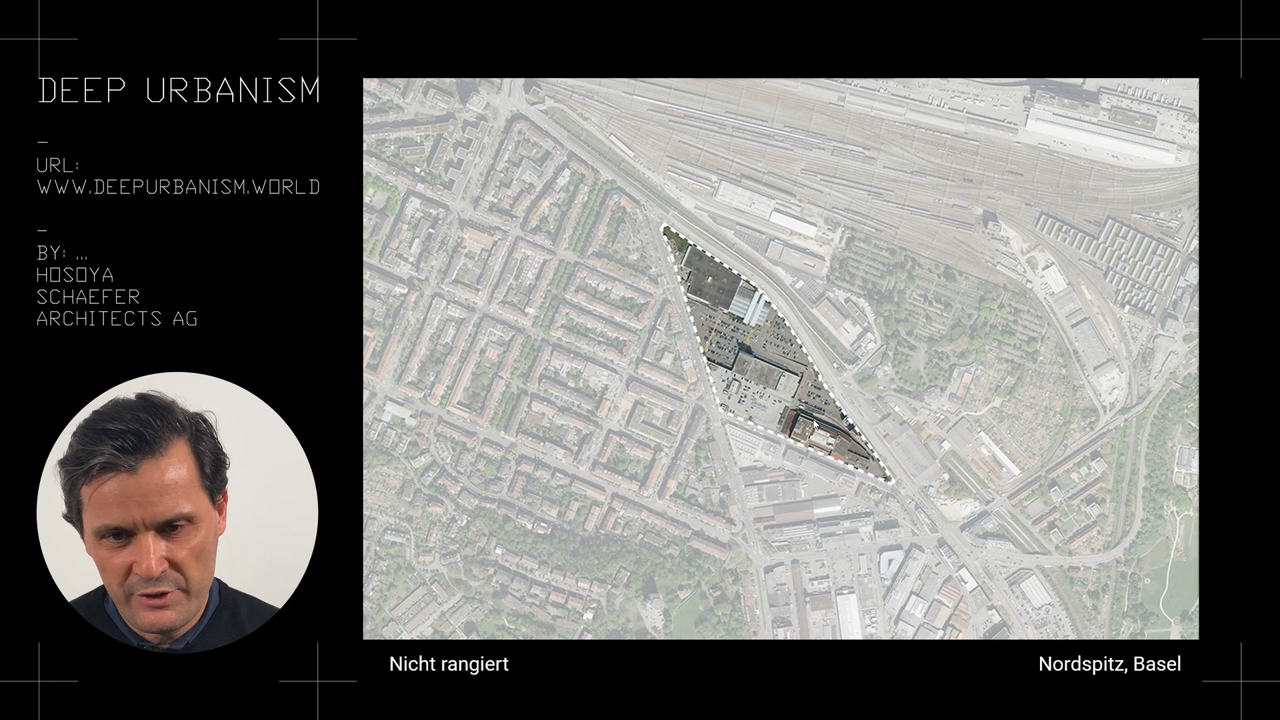 DEEP URBANISM
–
URL:
WWW.DEEPURBANISM.WORLD
–
BY: ...
HOSOYA
SCHAEFER
ARCHITECTS AG
Nicht rangiert
Nordspitz, Basel